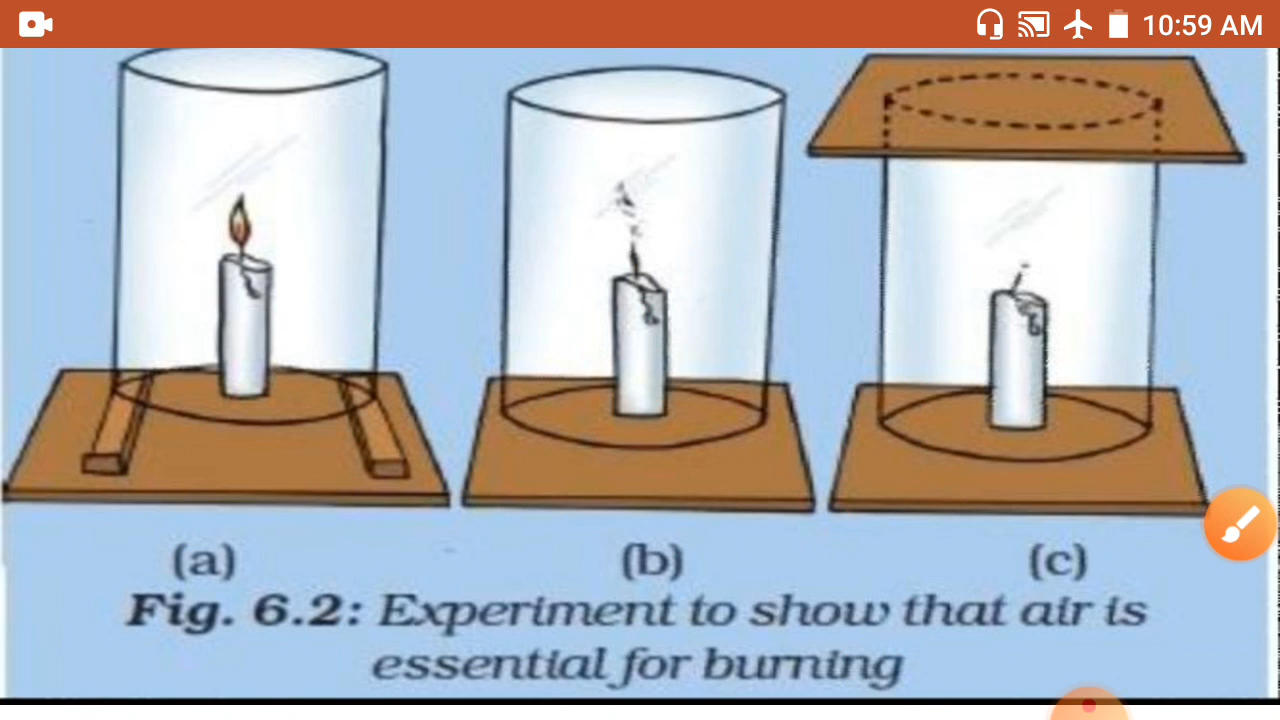 10:59 AM
(a) (b) (c)
Fig. 6.2: Experiment to show that air is
essential for burning